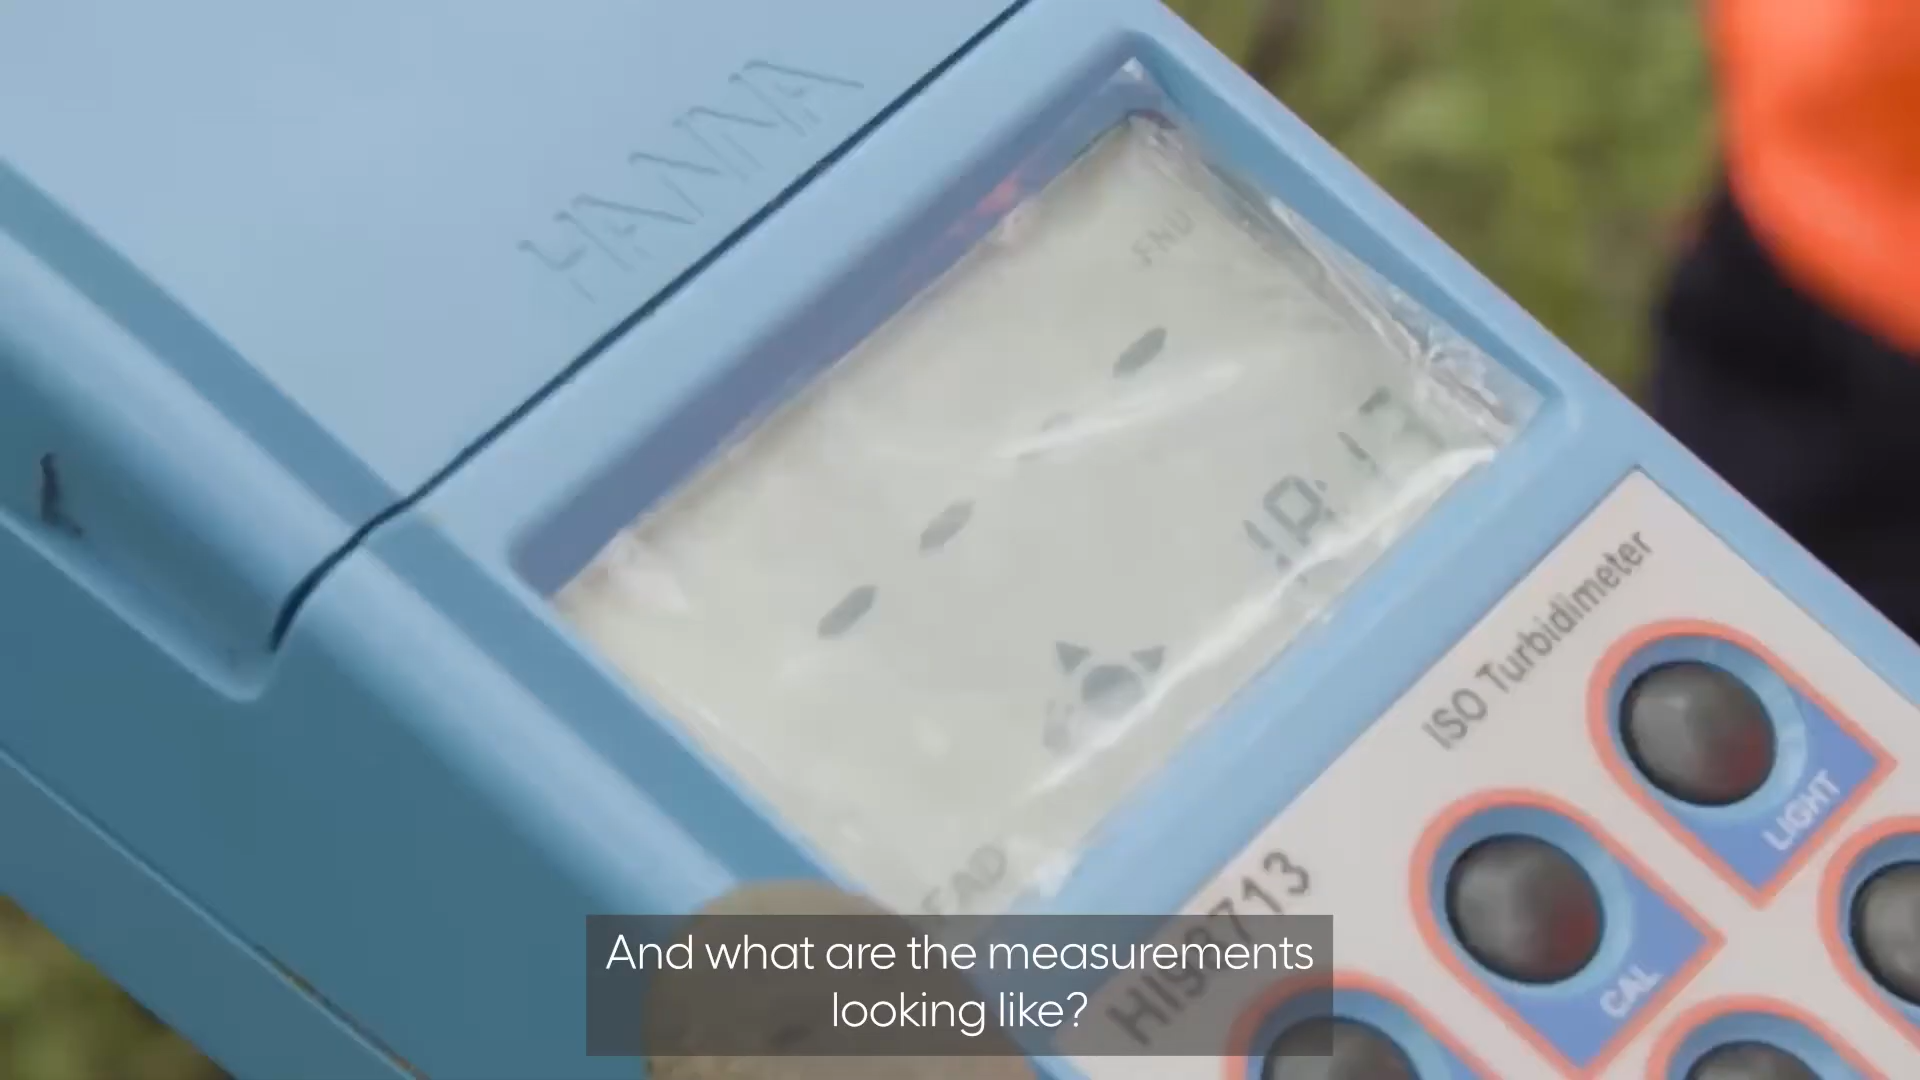 HANNA
FNU
ISO Turbidimeter
LIGHT
CAL
And what are the measurements
looking like?